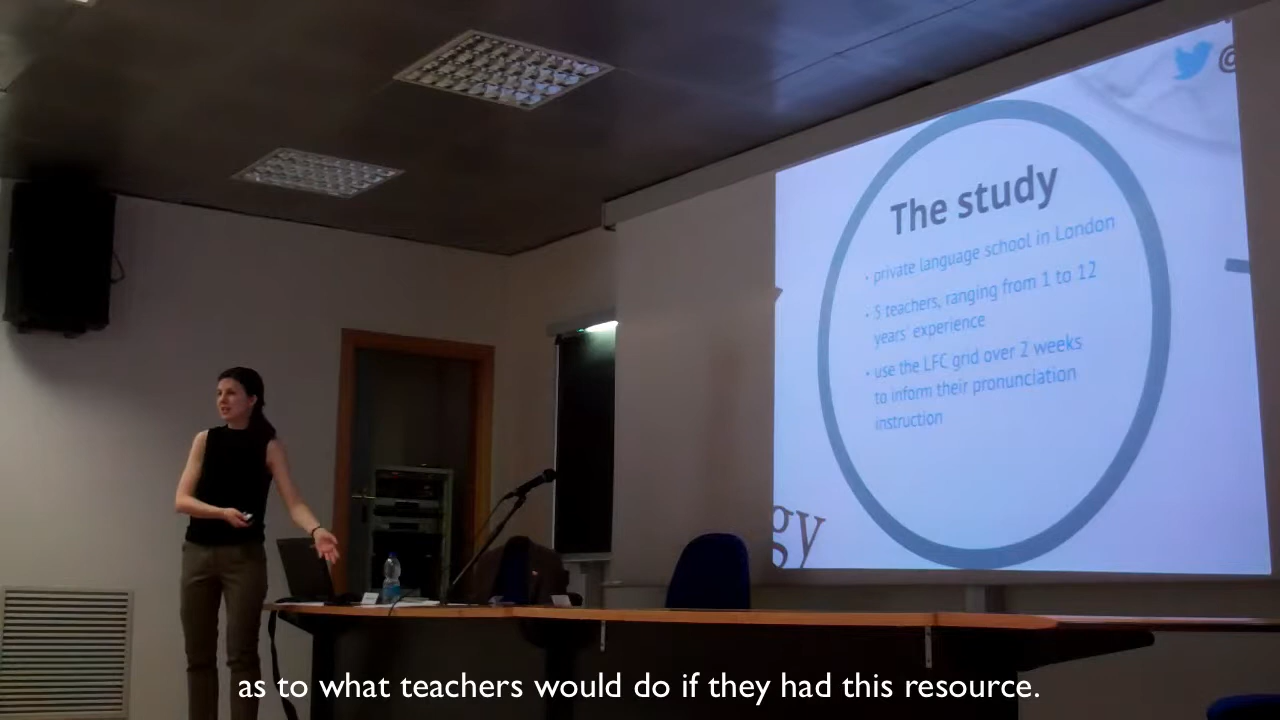 @
The study
• private language school in London
• 5 teachers, ranging from 1 to 12
years' experience
• use the LFC grid over 2 weeks
to inform their pronunciation
instruction
gy
as to what teachers would do if they had this resource.